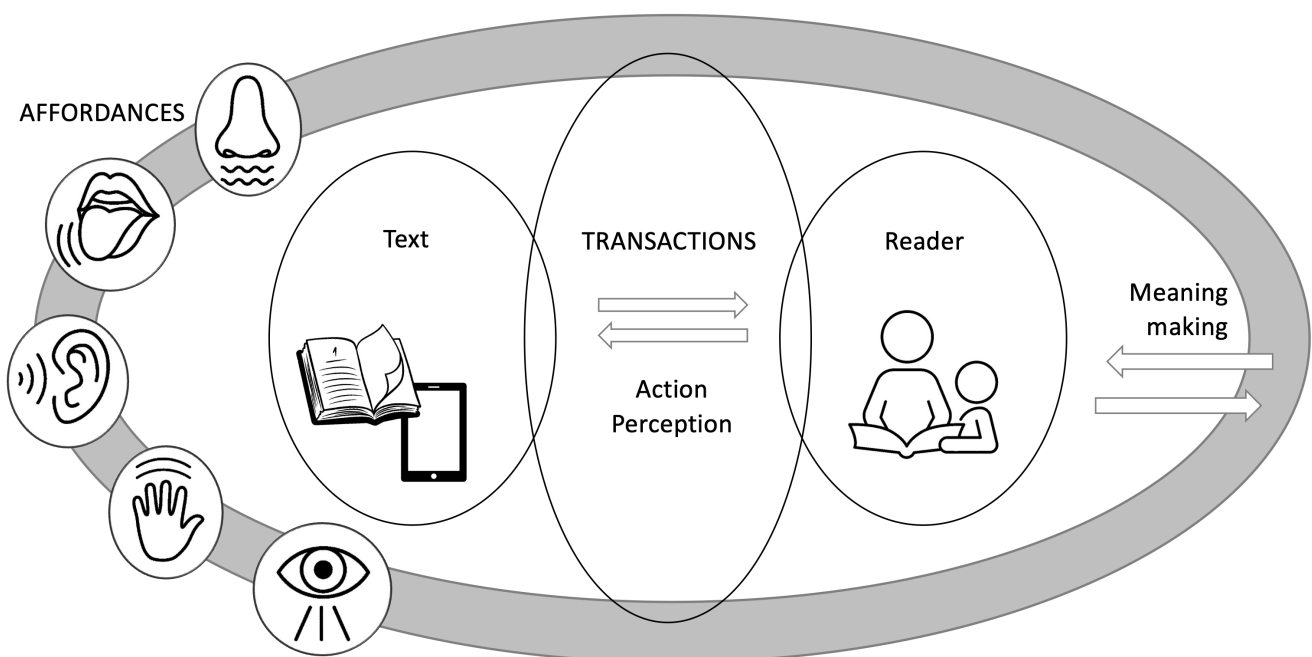 AFFORDANCES
Text
TRANSACTIONS
Reader
Meaning
making
Action
Perception